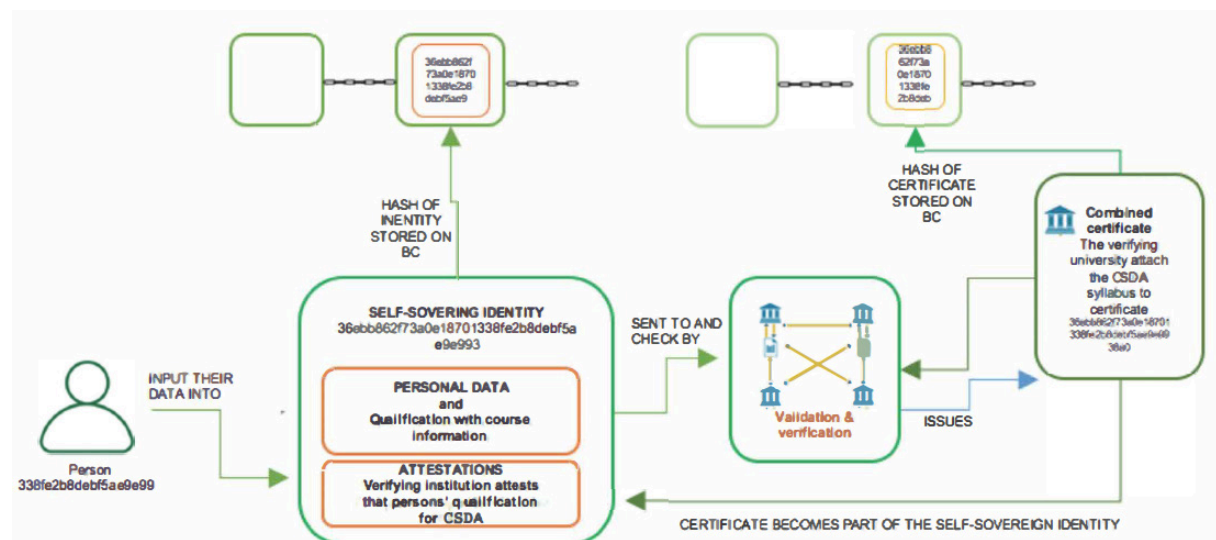 36ebb862f
73a0e1870
1338fe2b8
debf5ae9
36ebb8
62f73a
0e1870
1338fe
2b8deb
HASH OF
INENTITY
STORED ON
BC
HASH OF
CERTIFICATE
STORED ON
BC
Combined
certificate
The verifying
university attach
the CSDA
syllabus to
certificate
36ebb862f73a0e18701
338fe2b8debf5ae9e99
38a0
SELF-SOVERING IDENTITY
36ebb862f73a0e18701338fe2b8debf5a
e9e993
SENT TO AND
CHECK BY
INPUT THEIR
DATA INTO
PERSONAL DATA
and
Qualification with course
information
Validation &
verification
ISSUES
Person
338fe2b8debf5ae9e99
ATTESTATIONS
Verifying institution attests
that persons' qualification
for CSDA
CERTIFICATE BECOMES PART OF THE SELF-SOVEREIGN IDENTITY